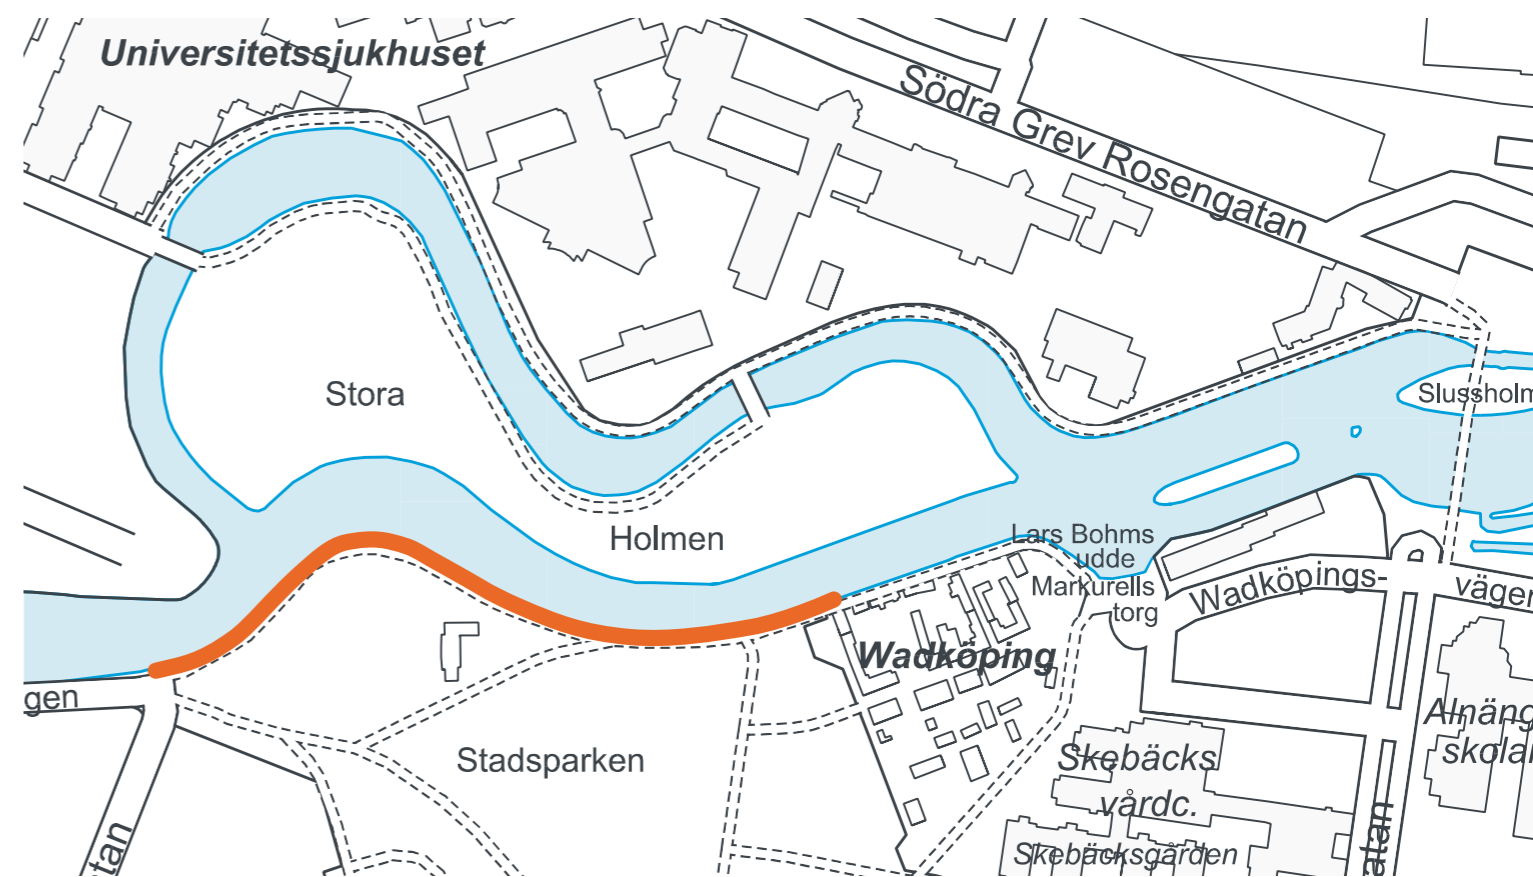 Universitetssjukhuset
Södra Grev Rosengatan
Stora
Slussholm
Holmen
Lars Bohms
udde
Markurells
torg
Wadköpings-
vägen
Wadköping
gen
Alnäng
skolan
Stadsparken
Skebäcks
vårdc.
Skebäcksgården
tan
atan